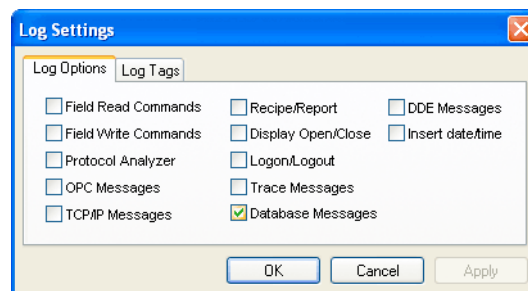 Log Settings
Log Options Log Tags
Field Read Commands Recipe/Report DDE Messages
Field Write Commands Display Open/Close Insert date/time
Protocol Analyzer Logon/Logout
OPC Messages Trace Messages
TCP/IP Messages Database Messages
OK Cancel Apply